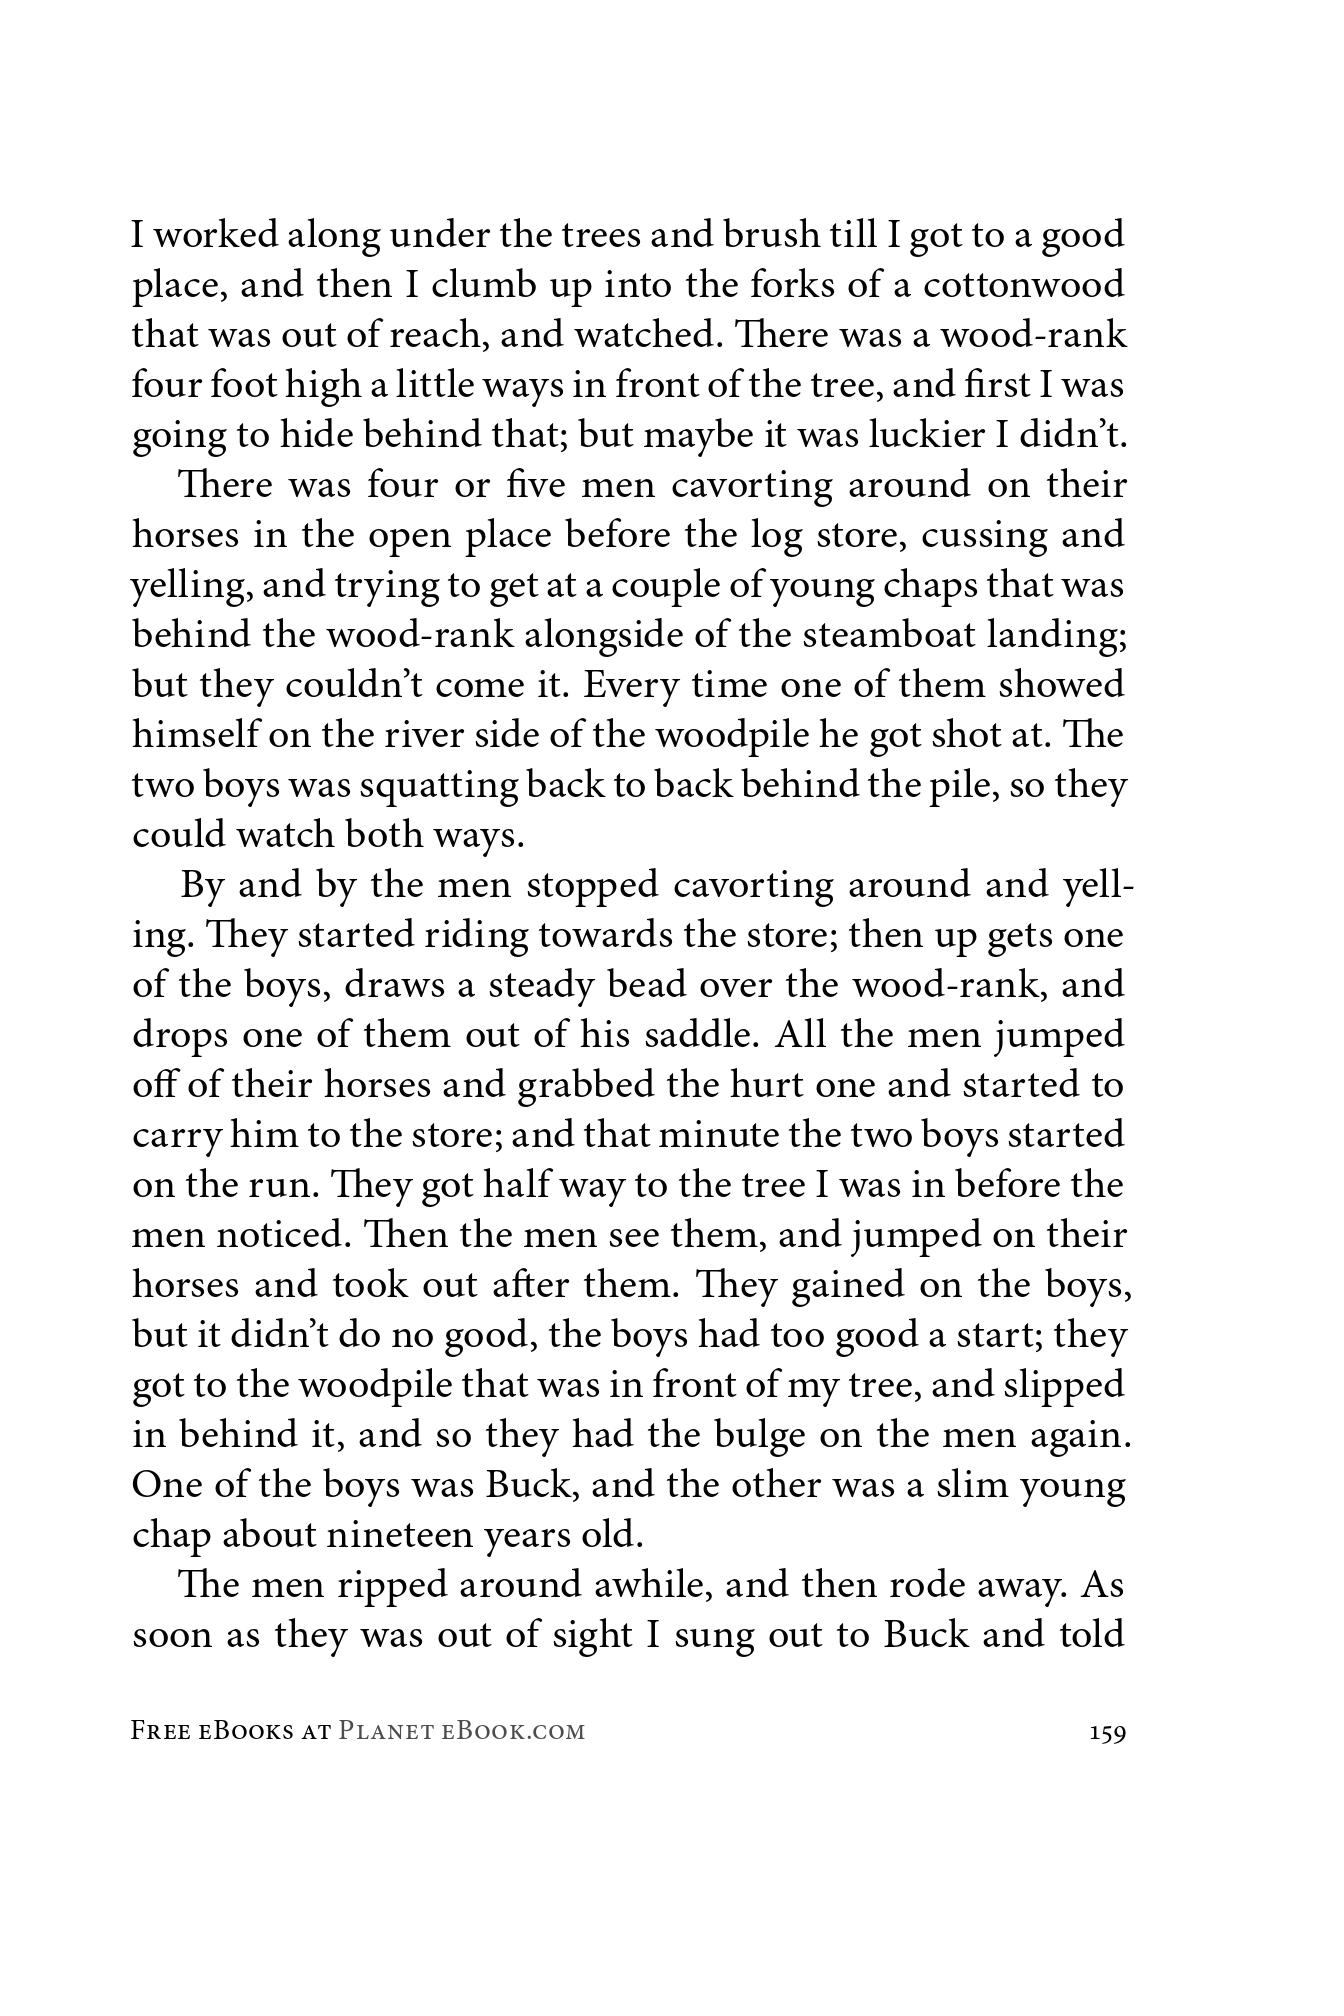 I worked along under the trees and brush till I got to a good
place, and then I clumb up into the forks of a cottonwood
that was out of reach, and watched. There was a wood-rank
four foot high a little ways in front of the tree, and first I was
going to hide behind that; but maybe it was luckier I didn’t.
There was four or five men cavorting around on their
horses in the open place before the log store, cussing and
yelling, and trying to get at a couple of young chaps that was
behind the wood-rank alongside of the steamboat landing;
but they couldn’t come it. Every time one of them showed
himself on the river side of the woodpile he got shot at. The
two boys was squatting back to back behind the pile, so they
could watch both ways.
By and by the men stopped cavorting around and yell-
ing. They started riding towards the store; then up gets one
of the boys, draws a steady bead over the wood-rank, and
drops one of them out of his saddle. All the men jumped
off of their horses and grabbed the hurt one and started to
carry him to the store; and that minute the two boys started
on the run. They got half way to the tree I was in before the
men noticed. Then the men see them, and jumped on their
horses and took out after them. They gained on the boys,
but it didn’t do no good, the boys had too good a start; they
got to the woodpile that was in front of my tree, and slipped
in behind it, and so they had the bulge on the men again.
One of the boys was Buck, and the other was a slim young
chap about nineteen years old.
The men ripped around awhile, and then rode away. As
soon as they was out of sight I sung out to Buck and told
Free eBooks at Planet eBook.com 159